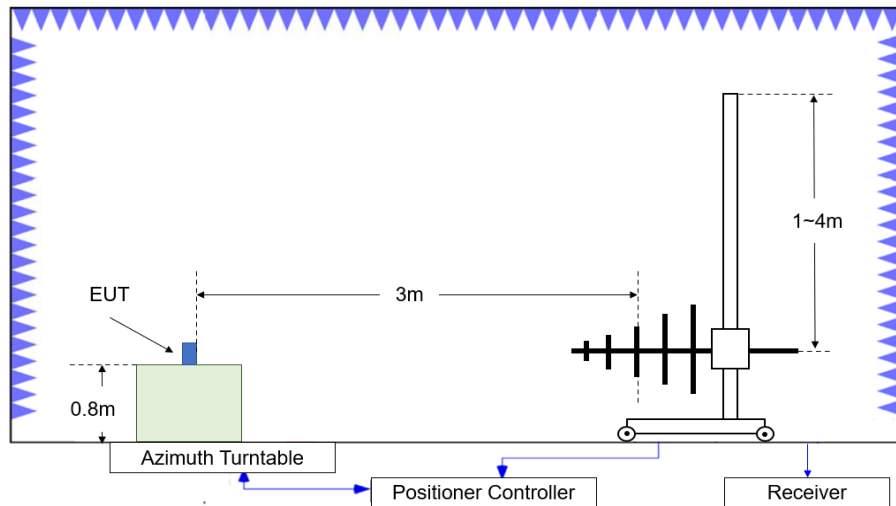 1~4m
EUT
3m
0.8m
Azimuth Turntable
Positioner Controller
Receiver